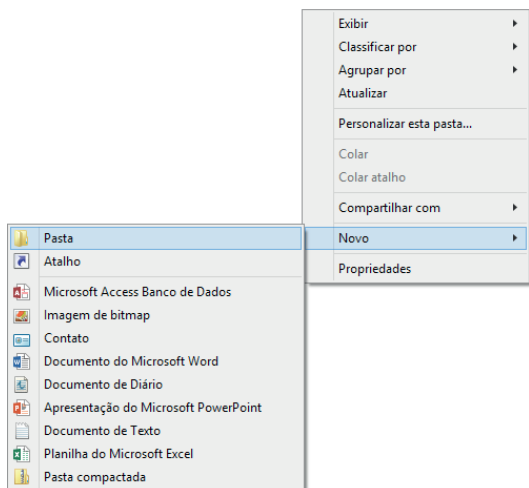 Exibir
Classificar por
Agrupar por
Atualizar
Personalizar esta pasta...
Colar
Colar atalho
Compartilhar com
Novo
Propriedades
Pasta
Atalho
Microsoft Access Banco de Dados
Imagem de bitmap
Contato
Documento do Microsoft Word
Documento de Diário
Apresentação do Microsoft PowerPoint
Documento de Texto
Planilha do Microsoft Excel
Pasta compactada